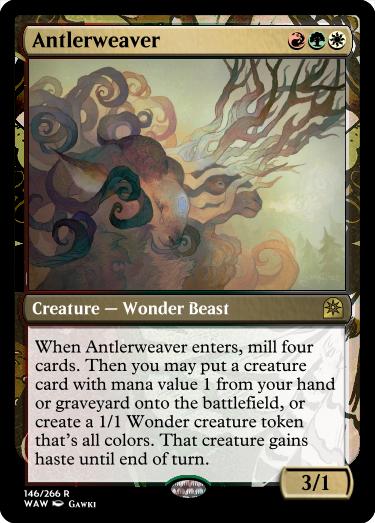 Antlerweaver
Creature — Wonder Beast
When Antlerweaver enters, mill four
cards. Then you may put a creature
card with mana value 1 from your hand
or graveyard onto the battlefield, or
create a 1/1 Wonder creature token
that's all colors. That creature gains
haste until end of turn.
3/1
146/266 R
WAW Gawki